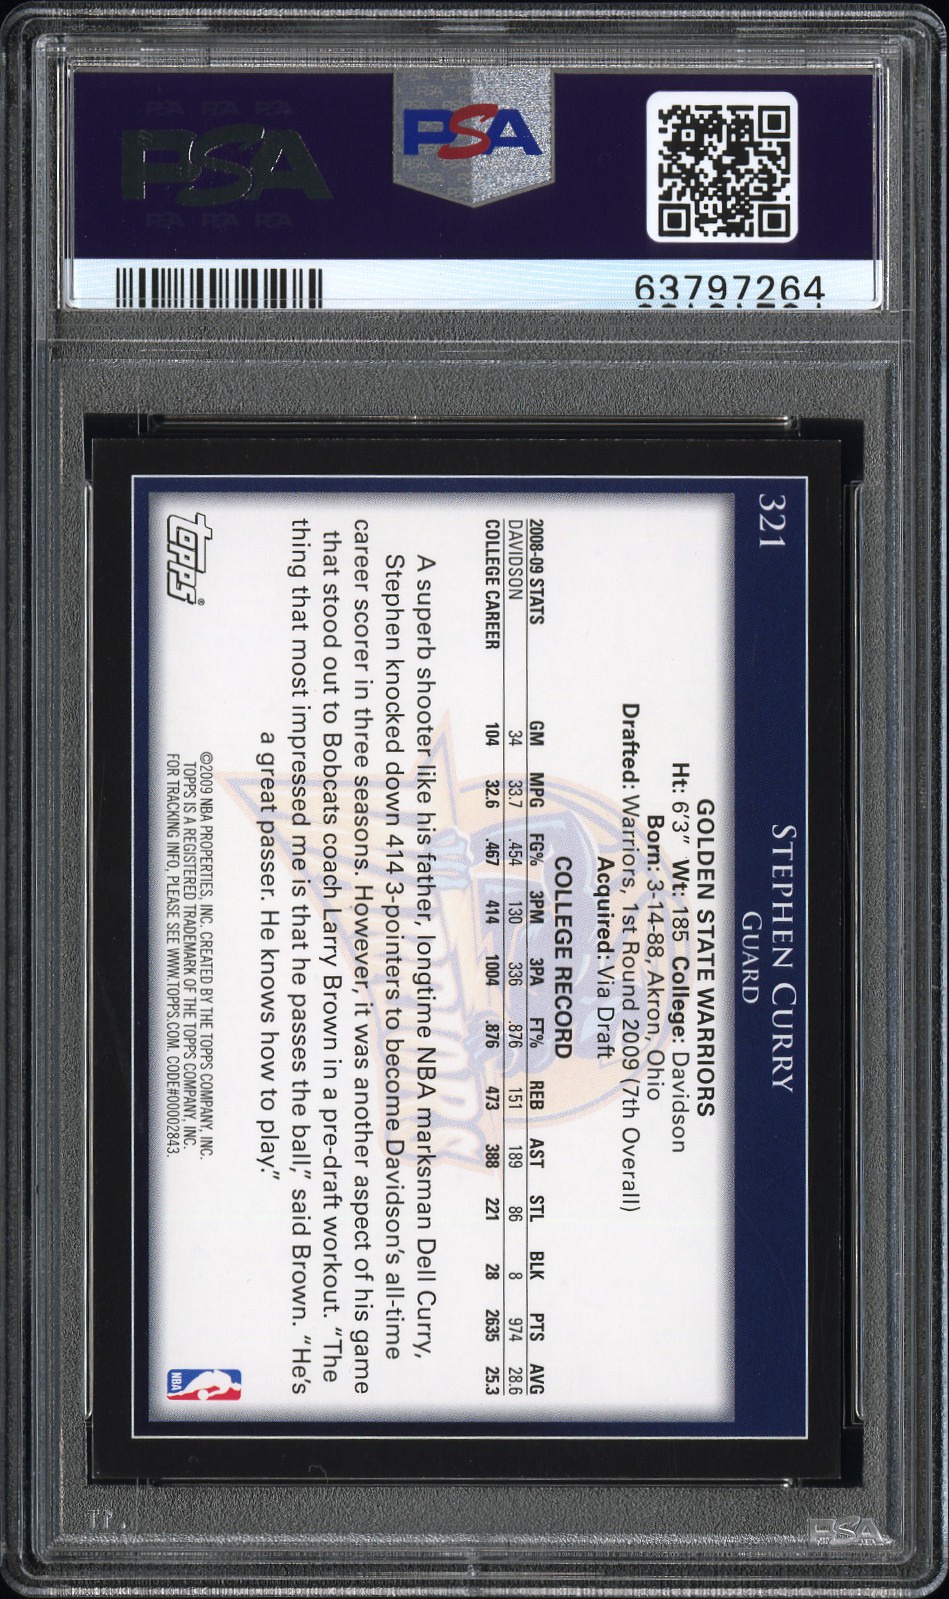 PSA PSA PSA
PSA
PSA PSA PSA
PSA
63797264
321
STEPHEN CURRY
GUARD
GOLDEN STATE WARRIORS
Ht: 6'3" Wt: 185 College: Davidson
Born: 3-14-88, Akron, Ohio
Drafted: Warriors, 1st Round 2009 (7th Overall)
Acquired: Via Draft
COLLEGE RECORD
2008-09 STATS GM MPG FG% 3PM 3PA FT% REB AST STL BLK PTS AVG
DAVIDSON 34 33.7 .454 130 336 .876 151 189 86 8 974 28.6
COLLEGE CAREER 104 32.6 .467 414 1004 .876 473 388 221 28 2635 25.3
A superb shooter like his father, longtime NBA marksman Dell Curry,
Stephen knocked down 414 3-pointers to become Davidson's all-time
career scorer in three seasons. However, it was another aspect of his game
that stood out to Bobcats coach Larry Brown in a pre-draft workout. "The
thing that most impressed me is that he passes the ball," said Brown. "He's
a great passer. He knows how to play."
topps®
©2009 NBA PROPERTIES, INC. CREATED BY THE TOPPS COMPANY, INC.
TOPPS IS A REGISTERED TRADEMARK OF THE TOPPS COMPANY, INC.
FOR TRACKING INFO, PLEASE SEE WWW.TOPPS.COM. CODE#00002843.
NBA
WARRIORS
PSA